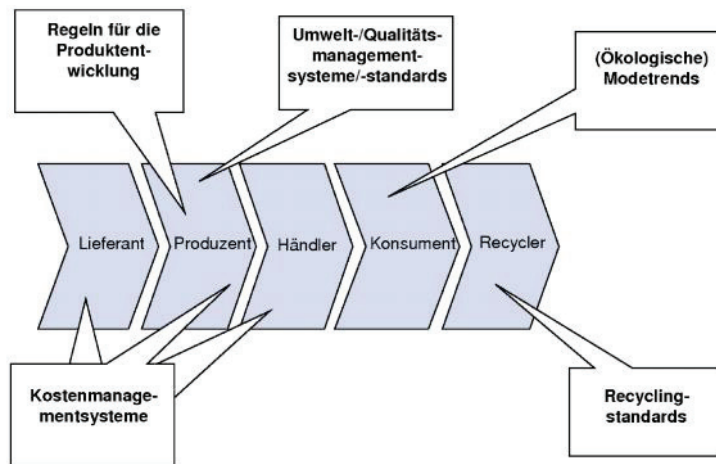 Regeln für die
Produktent-
wicklung
Umwelt-/Qualitäts-
management-
systeme/-standards
(Ökologische)
Modetrends
Lieferant
Produzent
Händler
Konsument
Recycler
Kostenmanage-
mentsysteme
Recycling-
standards